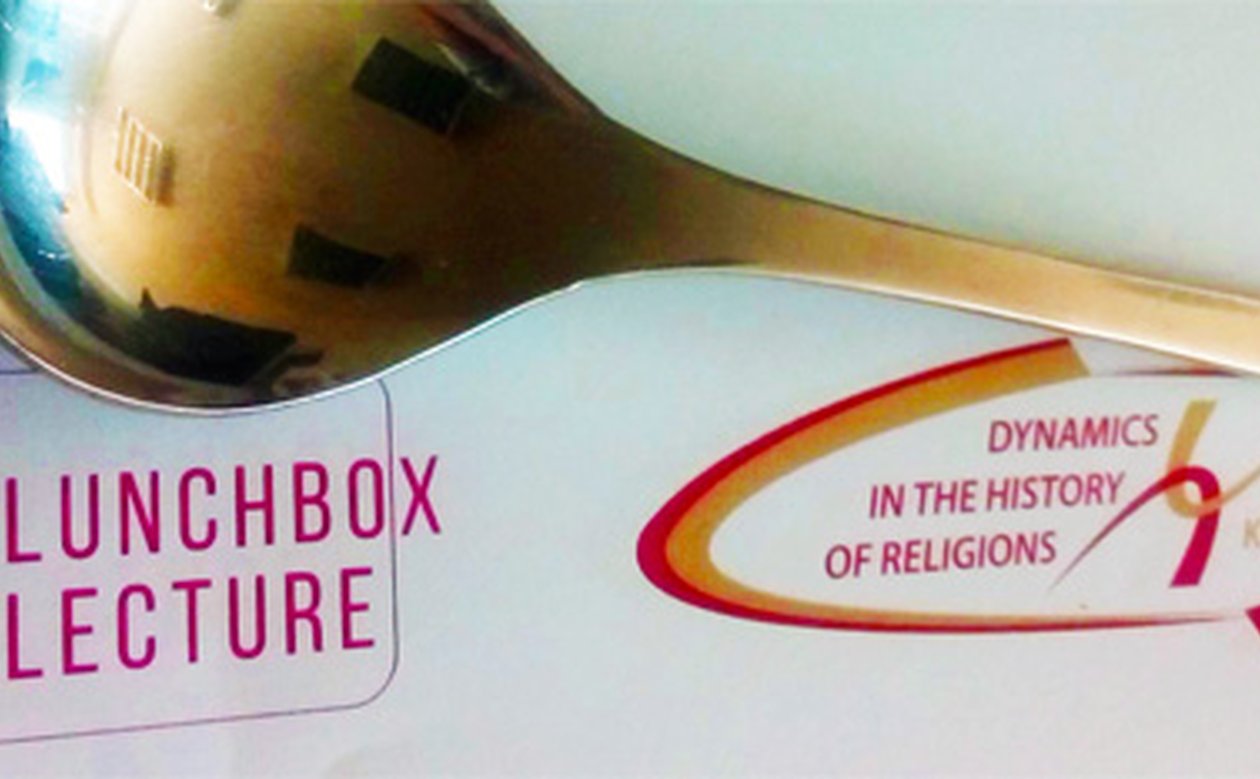 LUNCHBOX
LECTURE
DYNAMICS
IN THE HISTORY
OF RELIGIONS
K